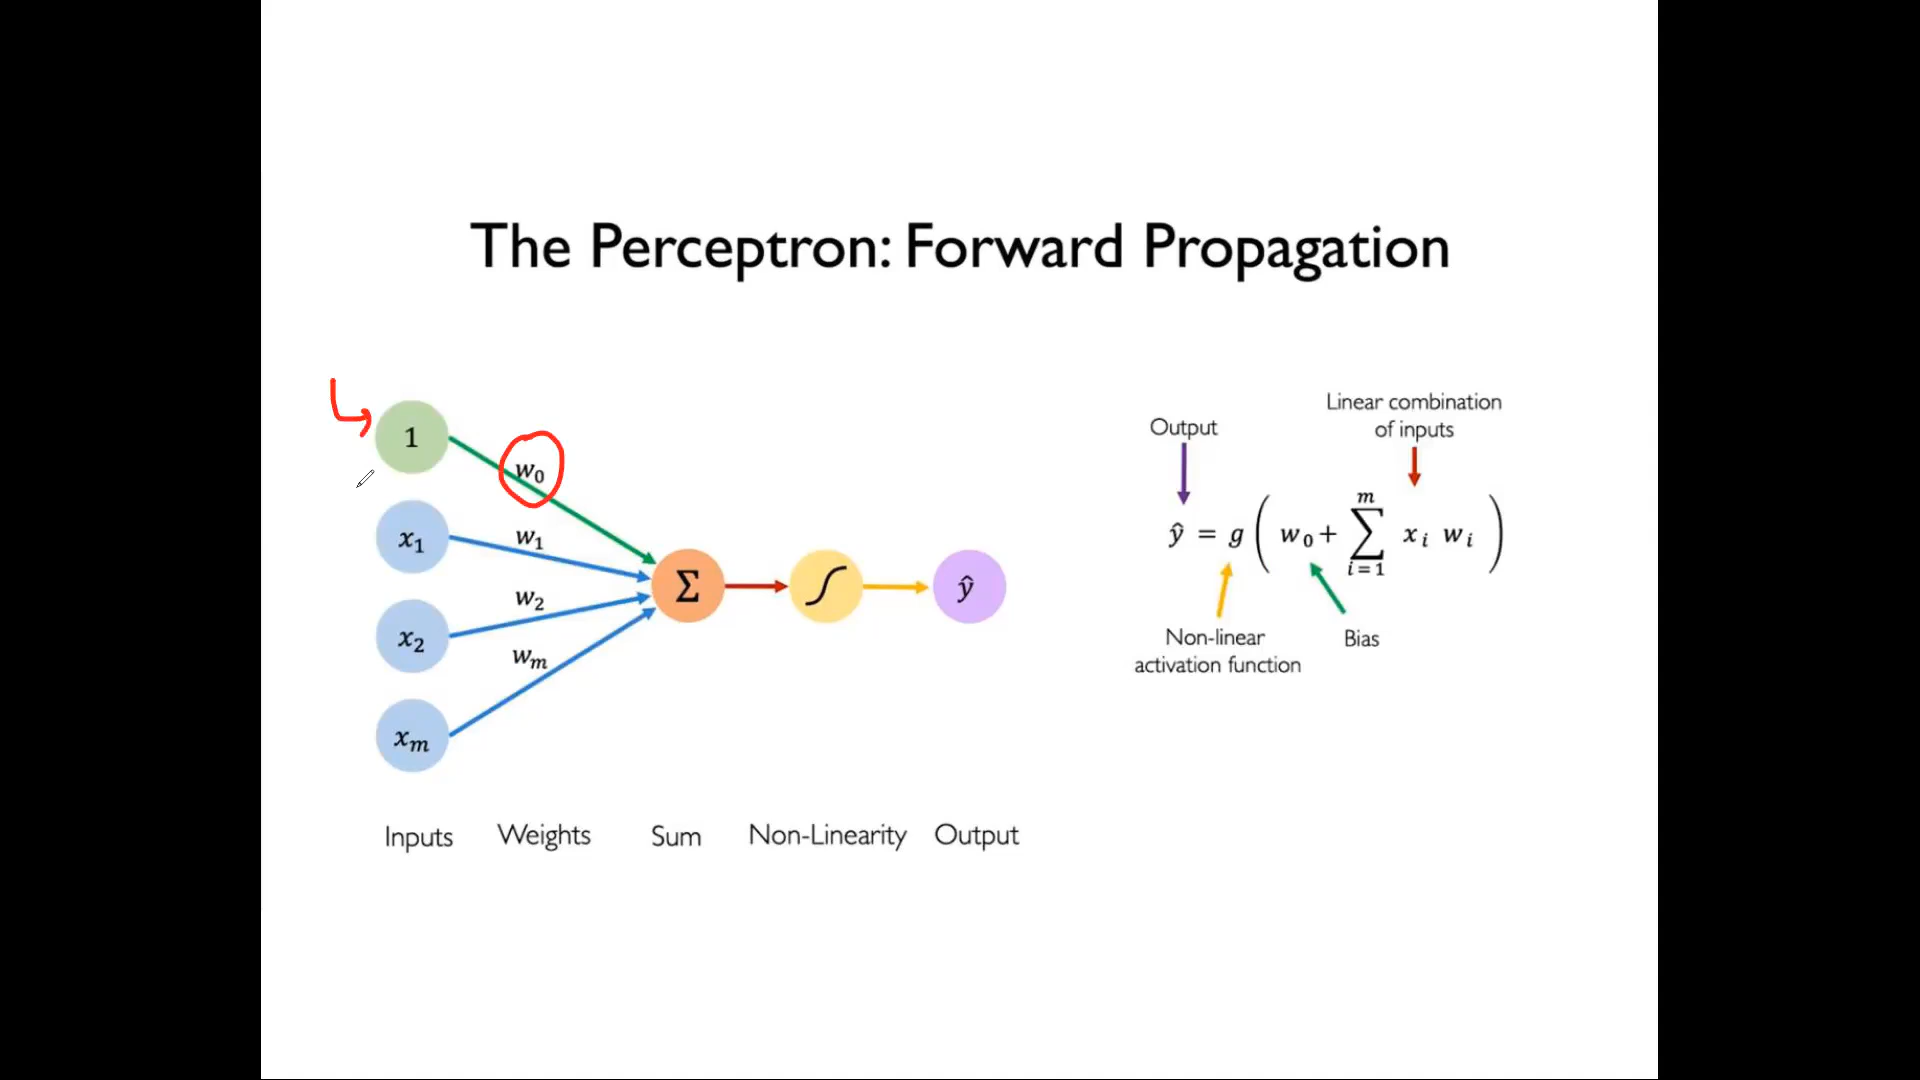 The Perceptron: Forward Propagation
1
w₀
x₁
w₁
x₂
w₂
xₘ
wₘ
Σ
∫
ŷ
Inputs Weights Sum Non-Linearity Output
Linear combination
of inputs
Output
ŷ = g ( w₀ + ∑ᵢ₌₁ᵐ xᵢ wᵢ )
Non-linear
activation function
Bias